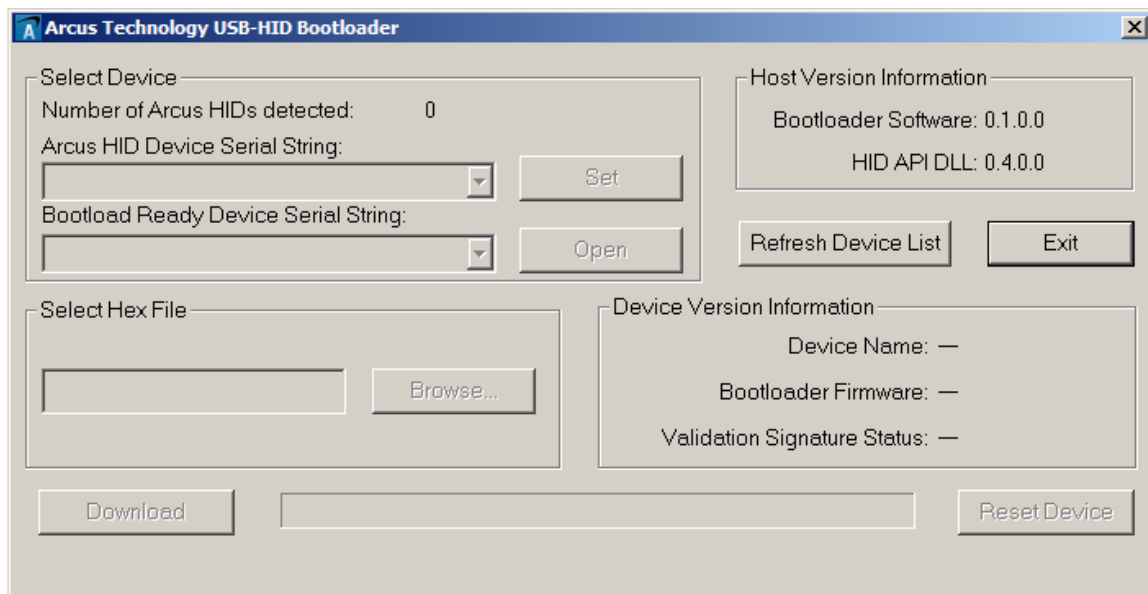 Arcus Technology USB-HID Bootloader
Select Device
Number of Arcus HIDs detected: 0
Arcus HID Device Serial String:
Set
Bootload Ready Device Serial String:
Open
Host Version Information
Bootloader Software: 0.1.0.0
HID API DLL: 0.4.0.0
Refresh Device List
Exit
Select Hex File
Browse...
Device Version Information
Device Name: —
Bootloader Firmware: —
Validation Signature Status: —
Download
Reset Device